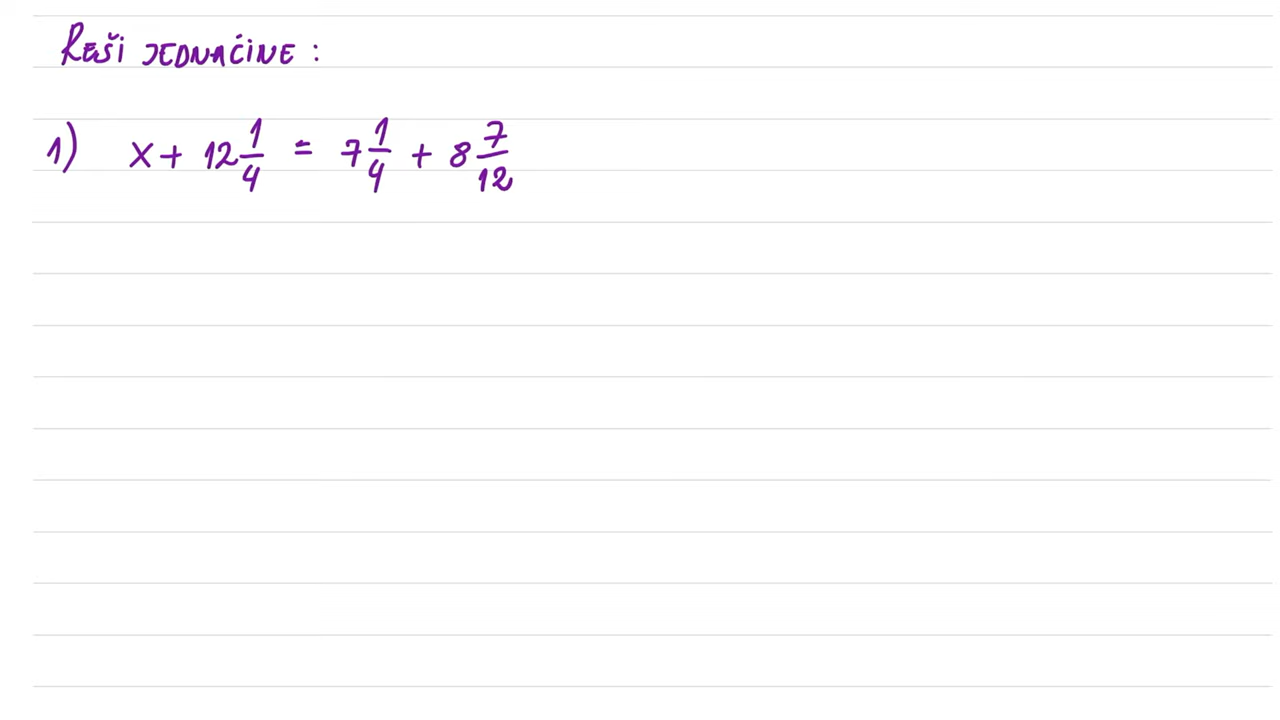 Reši jednačine:
1) x + 12 1/4 = 7 1/4 + 8 7/12